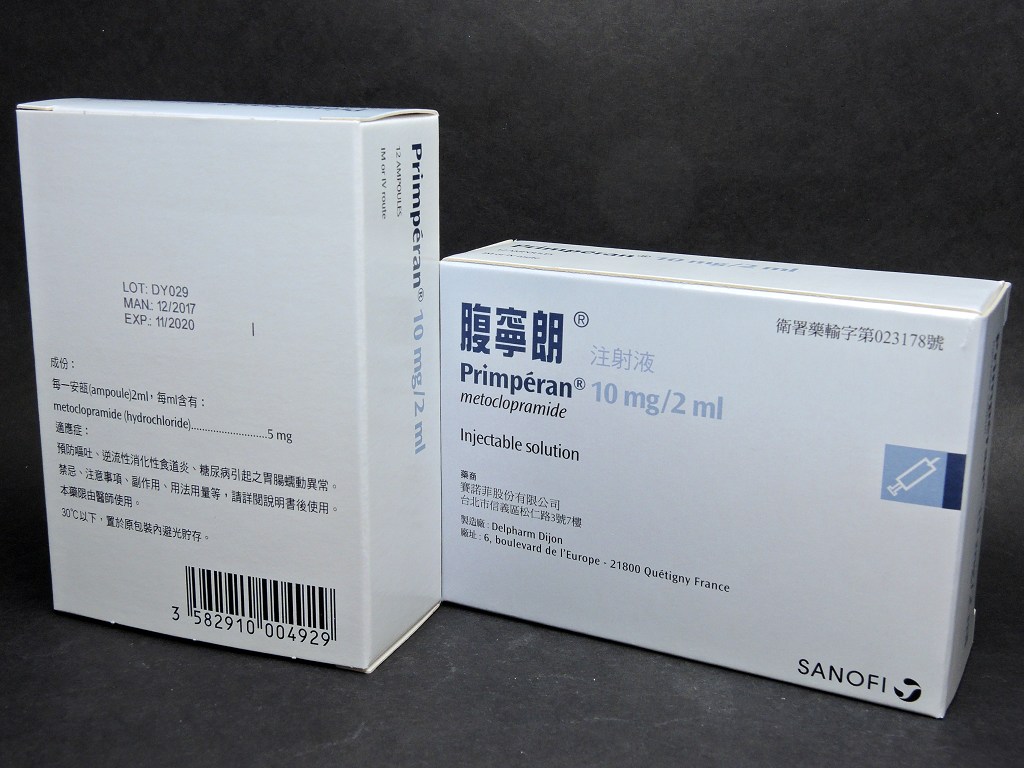 LOT: DY029
MAN.: 12/2017
EXP.: 11/2020
成份：
每一安瓿(ampoule)2ml，每ml含有：
metoclopramide (hydrochloride)..........................5 mg
適應症：
預防嘔吐、逆流性消化性食道炎、糖尿病引起之胃腸蠕動異常。
禁忌、注意事項、副作用、用法用量等，請詳閱說明書後使用。
本藥限由醫師使用。
30℃以下，置於原包裝內避光貯存。
3 582910 004929
Primpéran® 10 mg/2 ml
12 AMPOULES
IM or IV route
Primpéran® 10 mg/2 ml
腹寧朗® 注射液
衛署藥輸字第023178號
Primpéran® 10 mg/2 ml
metoclopramide
Injectable solution
藥商
賽諾菲股份有限公司
台北市信義區松仁路3號7樓
製造廠：Delpharm Dijon
廠址：6, boulevard de l'Europe - 21800 Quétigny France
SANOFI